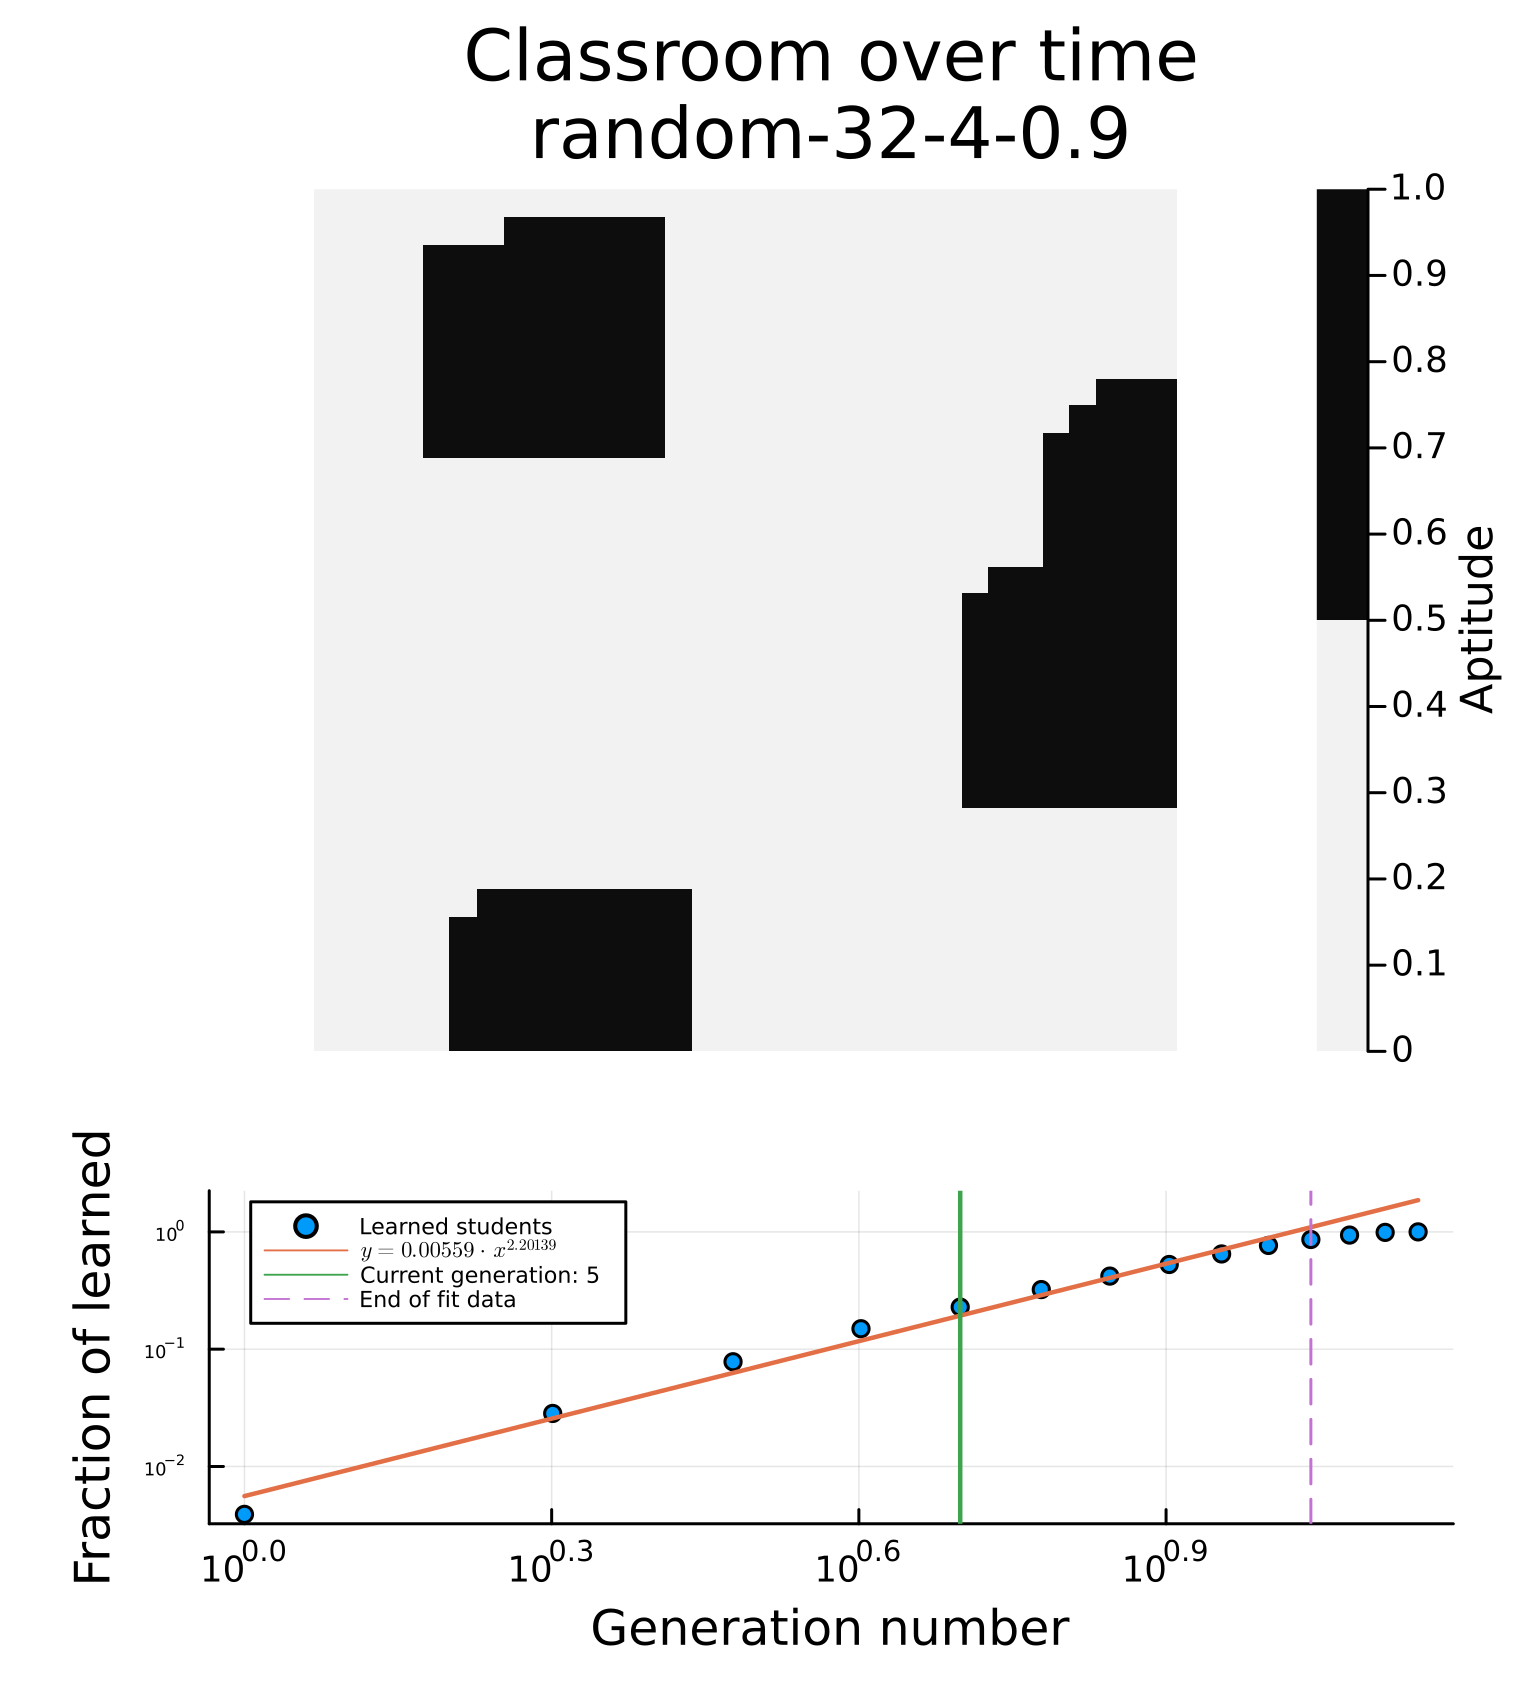 Classroom over time
random-32-4-0.9
1.0
0.9
0.8
0.7
0.6
0.5
0.4
0.3
0.2
0.1
0
Aptitude
Fraction of learned
10^0
10^−1
10^−2
Learned students
y = 0.00559 · x^2.20139
Current generation: 5
End of fit data
10^0.0 10^0.3 10^0.6 10^0.9
Generation number